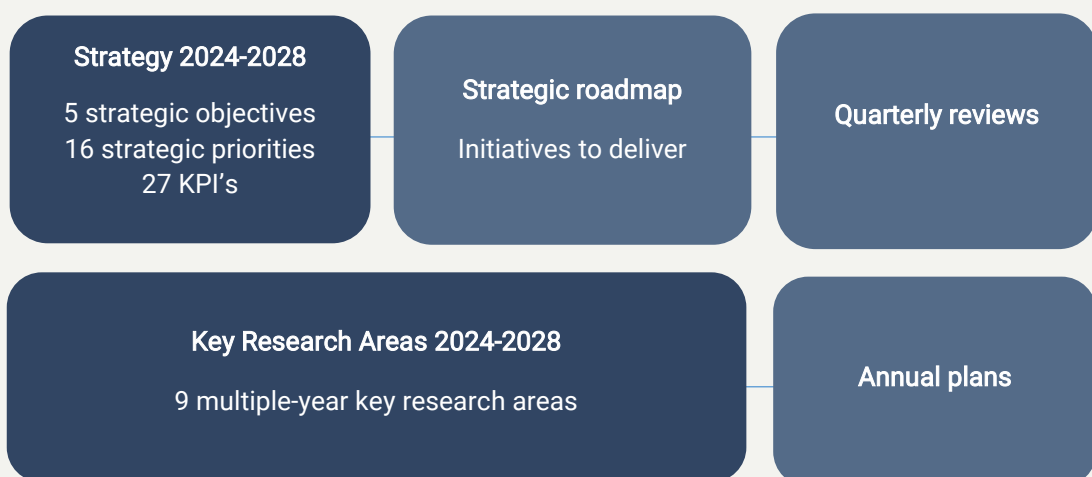 Strategy 2024-2028
5 strategic objectives
16 strategic priorities
27 KPI’s
Strategic roadmap
Initiatives to deliver
Quarterly reviews
Key Research Areas 2024-2028
9 multiple-year key research areas
Annual plans